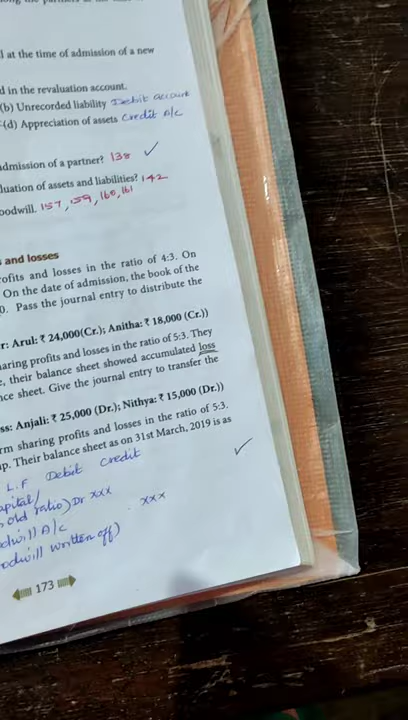 l at the time of admission of a new
d in the revaluation account.
(b) Unrecorded liability Debit account
(d) Appreciation of assets Credit A/c
admission of a partner? 138
luation of assets and liabilities? 142
oodwill. 157, 159, 160, 161
s and losses
rofits and losses in the ratio of 4:3. On
. On the date of admission, the book of
0. Pass the journal entry to distribute the
r: Arul: ₹ 24,000(Cr.); Anitha: ₹ 18,000 (Cr.))
haring profits and losses in the ratio of 5:3. They
e, their balance sheet showed accumulated loss
nce sheet. Give the journal entry to transfer the
ss: Anjali: ₹ 25,000 (Dr.); Nithya: ₹ 15,000 (Dr.))
rm sharing profits and losses in the ratio of 5:3.
p. Their balance sheet as on 31st March, 2019 is as
L.F Debit Credit
apital/
old ratio) Dr xxx
xxx
odwill A/c
oodwill written off)
173